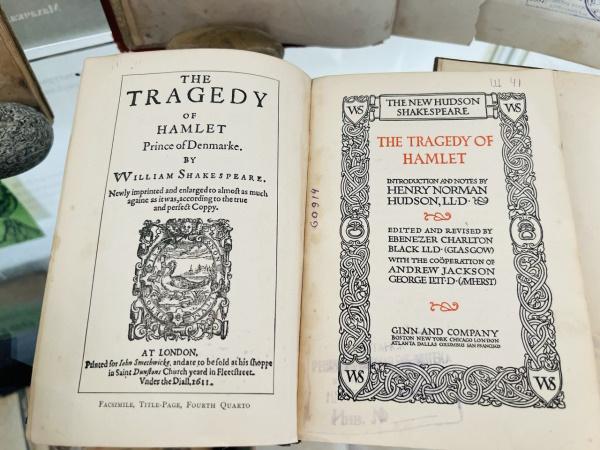 THE
TRAGEDY
OF
HAMLET
Prince of Denmarke.
BY
WILLIAM SHAKESPEARE.
Newly imprinted and enlarged to almoſt as much
againe as it was, according to the true
and perfect Coppy.
AT LONDON,
Printed for Iohn Smethwicke, and are to be ſold at his ſhoppe
in Saint Dunſtons Church yeard in Fleetſtreet.
Vnder the Diall. 1611.
FACSIMILE, TITLE-PAGE, FOURTH QUARTO
60914
Ш 41
WS
WS
THE NEW HUDSON
SHAKESPEARE
THE TRAGEDY OF
HAMLET
INTRODUCTION AND NOTES BY
HENRY NORMAN
HUDSON, LL·D·
EDITED AND REVISED BY
EBENEZER CHARLTON
BLACK LL·D· (GLASGOW)
WITH THE COÖPERATION OF
ANDREW JACKSON
GEORGE LITT·D· (AMHERST)
GINN AND COMPANY
BOSTON NEW YORK CHICAGO LONDON
ATLANTA DALLAS COLUMBUS SAN FRANCISCO
WS
WS
Инв. №